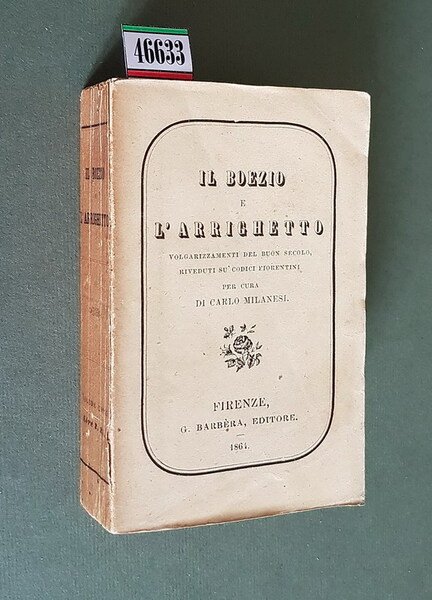 46633
IL BOEZIO
E
L'ARRIGHETTO
VOLGARIZZAMENTI DEL BUON SECOLO,
RIVEDUTI SU' CODICI FIORENTINI
PER CURA
DI CARLO MILANESI.
FIRENZE,
G. BARBÈRA, EDITORE.
1864.
IL BOEZIO
E
L'ARRIGHETTO